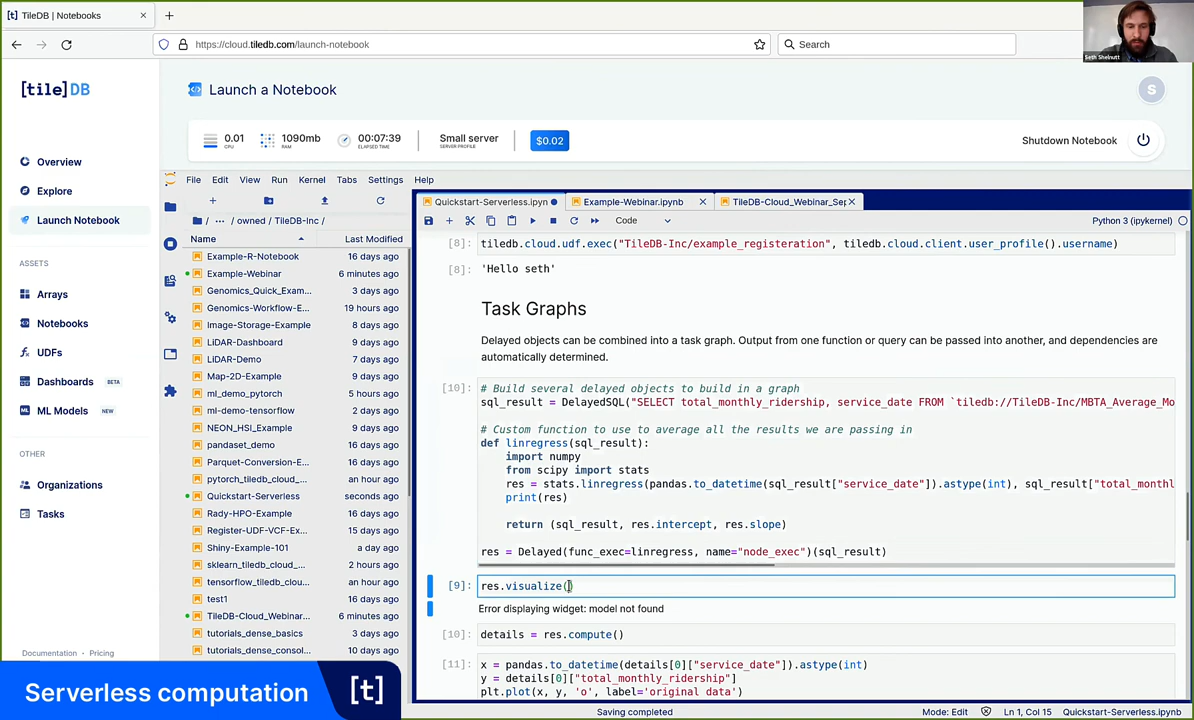 [t] TileDB | Notebooks
https://cloud.tiledb.com/launch-notebook
Search
Seth Shelnutt
[tile]DB
Launch a Notebook
S
0.01
CPU
1090mb
RAM
00:07:39
ELAPSED TIME
Small server
SERVER PROFILE
$0.02
Shutdown Notebook
Overview
Explore
Launch Notebook
ASSETS
Arrays
Notebooks
UDFs
Dashboards BETA
ML Models NEW
OTHER
Organizations
Tasks
Documentation · Pricing
File Edit View Run Kernel Tabs Settings Help
/ ··· / owned / TileDB-Inc /
Name Last Modified
Example-R-Notebook 16 days ago
Example-Webinar 6 minutes ago
Genomics_Quick_Exam... 3 days ago
Genomics-Workflow-E... 19 hours ago
Image-Storage-Example 8 days ago
LiDAR-Dashboard 9 days ago
LiDAR-Demo 7 days ago
Map-2D-Example 9 days ago
ml_demo_pytorch 5 hours ago
ml-demo-tensorflow 2 days ago
NEON_HSI_Example 9 days ago
pandaset_demo 16 days ago
Parquet-Conversion-E... 16 days ago
pytorch_tiledb_cloud_... an hour ago
Quickstart-Serverless seconds ago
Rady-HPO-Example 9 days ago
Register-UDF-VCF-Ex... 15 days ago
Shiny-Example-101 a day ago
sklearn_tiledb_cloud_... 2 hours ago
tensorflow_tiledb_clou... an hour ago
test1 16 days ago
TileDB-Cloud_Webinar... 6 minutes ago
tutorials_dense_basics 3 days ago
tutorials_dense_consol... 10 days ago
Quickstart-Serverless.ipyn
Example-Webinar.ipynb
TileDB-Cloud_Webinar_Sep
Code
Python 3 (ipykernel)
[8]: tiledb.cloud.udf.exec("TileDB-Inc/example_registeration", tiledb.cloud.client.user_profile().username)
[8]: 'Hello seth'
Task Graphs
Delayed objects can be combined into a task graph. Output from one function or query can be passed into another, and dependencies are
automatically determined.
[10]: # Build several delayed objects to build in a graph
sql_result = DelayedSQL("SELECT total_monthly_ridership, service_date FROM `tiledb://TileDB-Inc/MBTA_Average_Mo
# Custom function to use to average all the results we are passing in
def linregress(sql_result):
import numpy
from scipy import stats
res = stats.linregress(pandas.to_datetime(sql_result["service_date"]).astype(int), sql_result["total_monthl
print(res)
return (sql_result, res.intercept, res.slope)
res = Delayed(func_exec=linregress, name="node_exec")(sql_result)
[9]: res.visualize()
Error displaying widget: model not found
[10]: details = res.compute()
[11]: x = pandas.to_datetime(details[0]["service_date"]).astype(int)
y = details[0]["total_monthly_ridership"]
plt.plot(x, y, 'o', label='original data')
Serverless computation [t]
Saving completed
Mode: Edit
Ln 1, Col 15
Quickstart-Serverless.ipynb